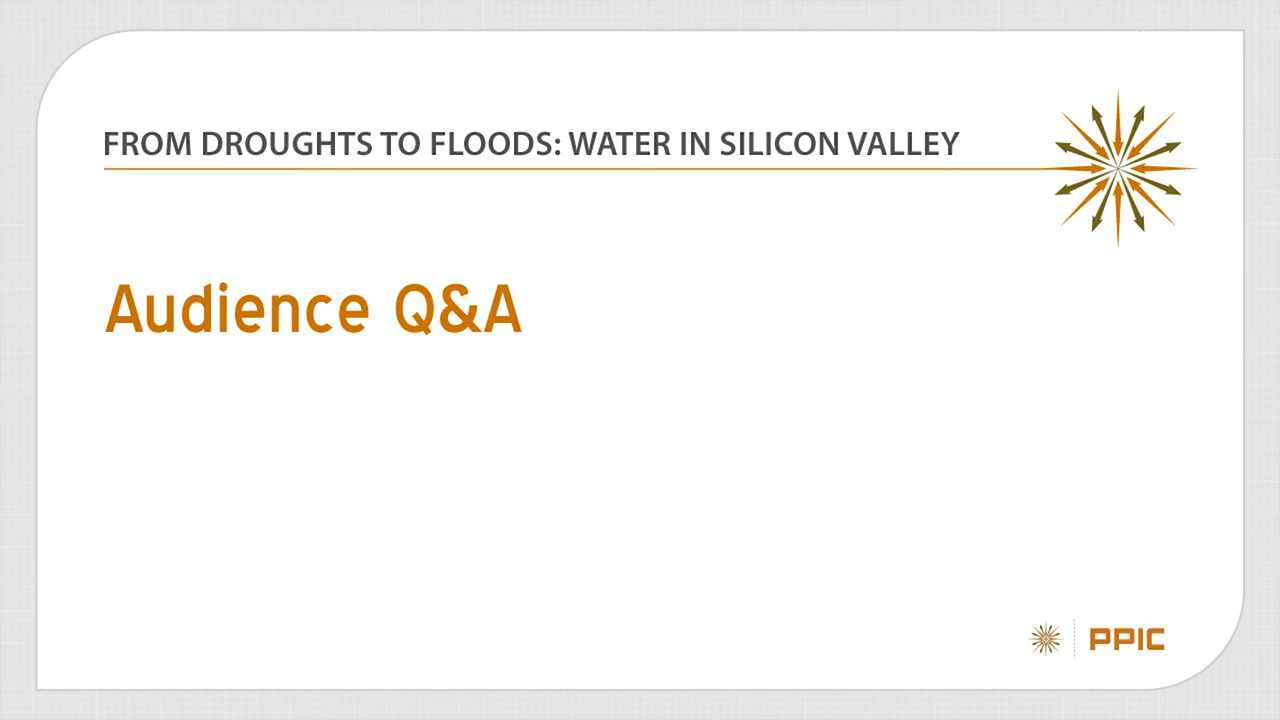 FROM DROUGHTS TO FLOODS: WATER IN SILICON VALLEY
Audience Q&A
PPIC